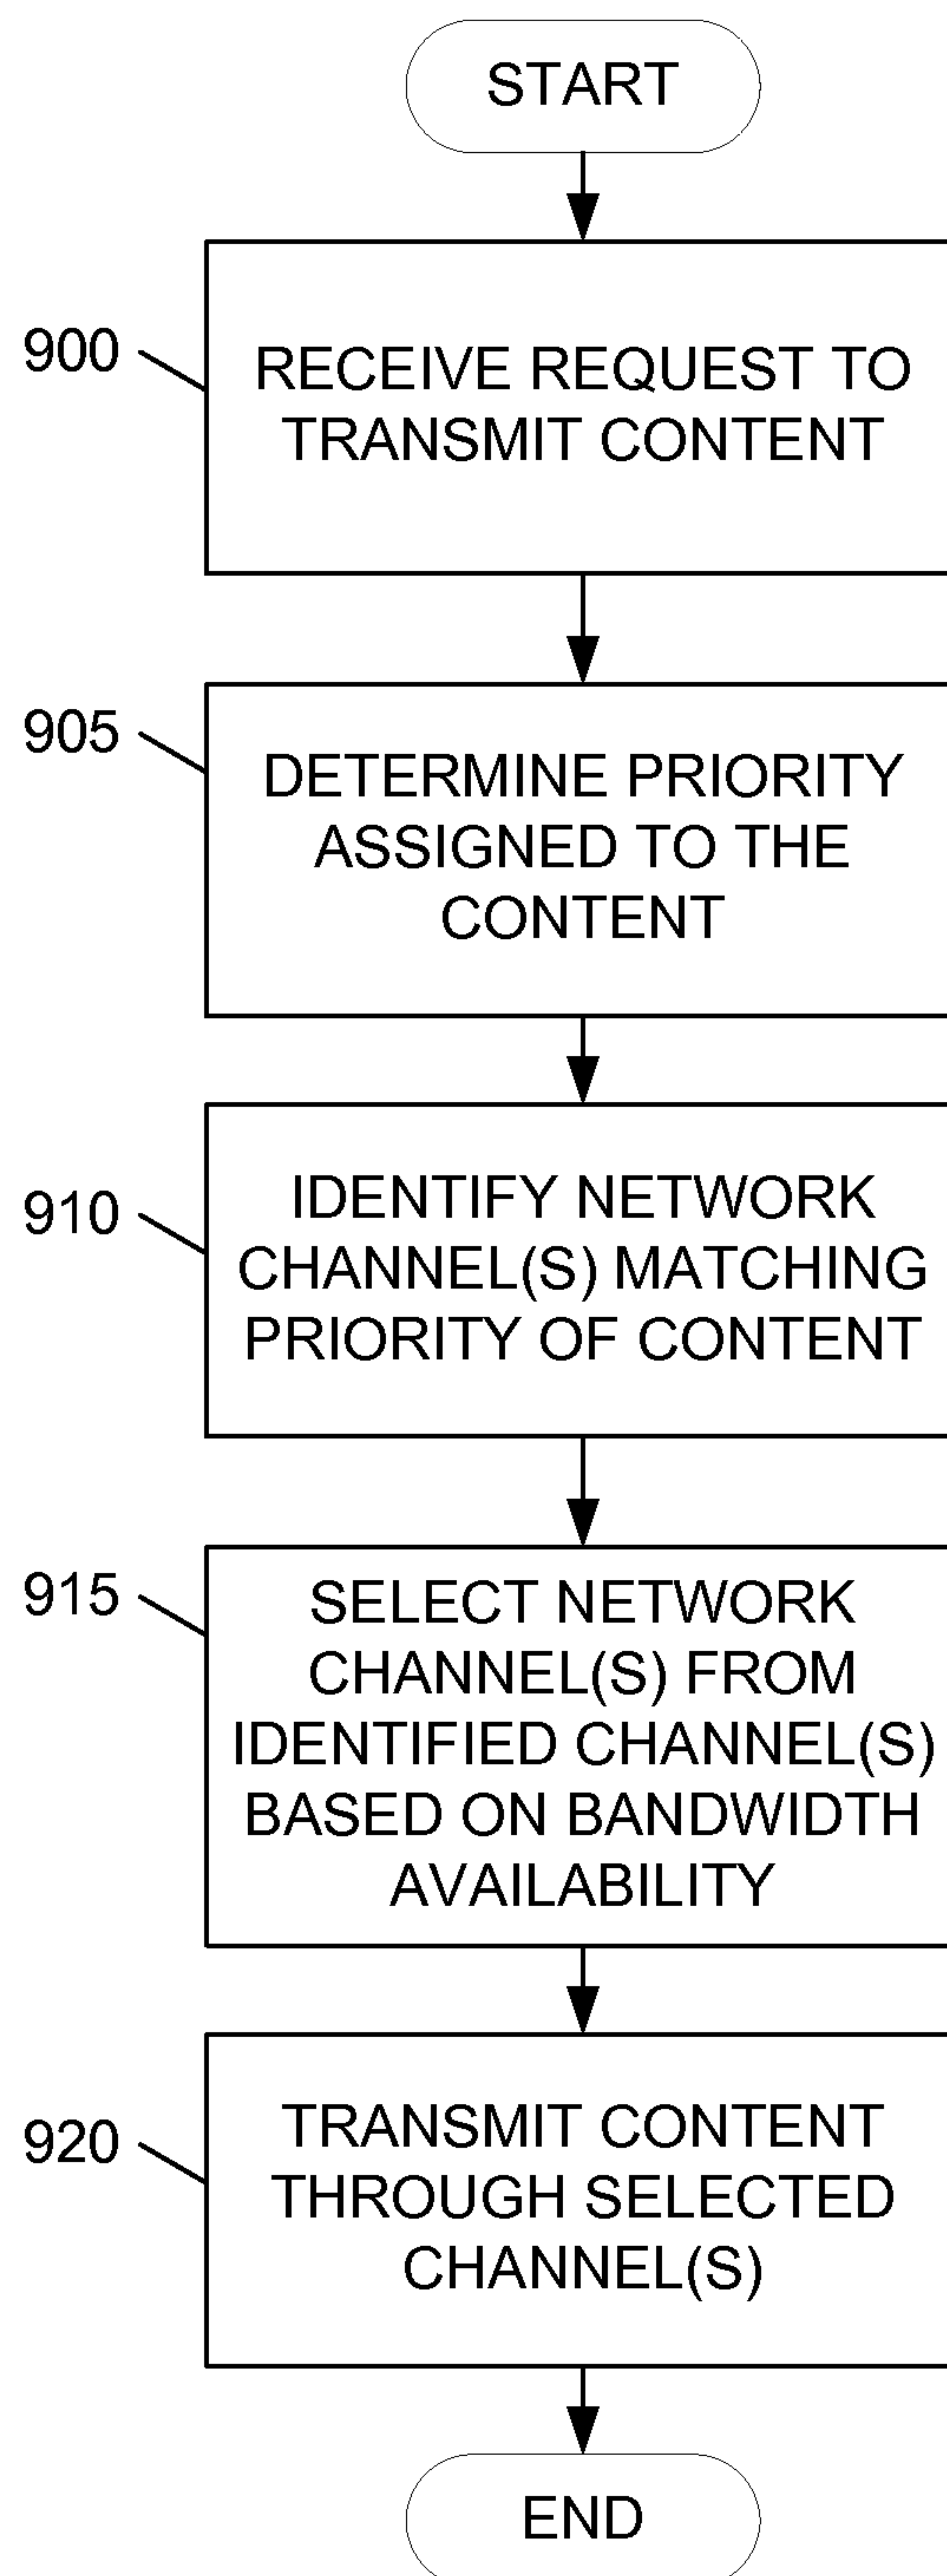 START
900
RECEIVE REQUEST TO
TRANSMIT CONTENT
905
DETERMINE PRIORITY
ASSIGNED TO THE
CONTENT
910
IDENTIFY NETWORK
CHANNEL(S) MATCHING
PRIORITY OF CONTENT
915
SELECT NETWORK
CHANNEL(S) FROM
IDENTIFIED CHANNEL(S)
BASED ON BANDWIDTH
AVAILABILITY
920
TRANSMIT CONTENT
THROUGH SELECTED
CHANNEL(S)
END